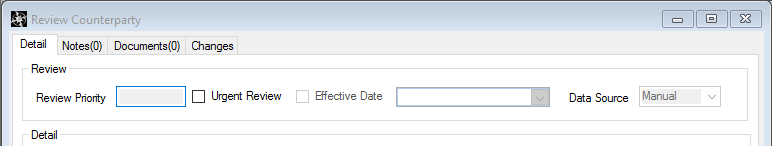 Review Counterparty
Detail Notes(0) Documents(0) Changes
Review
Review Priority Urgent Review Effective Date Data Source Manual
Detail